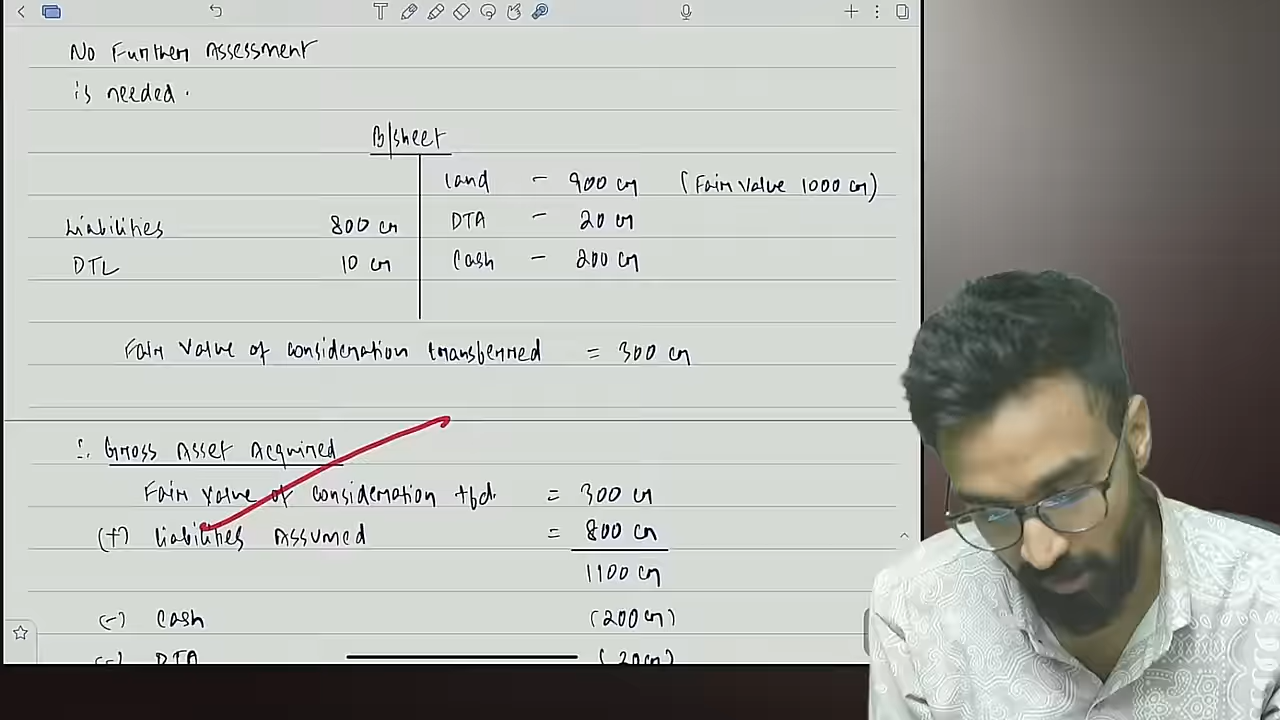 No Further Assessment
is needed.
B/sheet
Land - 900 cr (Fair Value 1000 cr)
Liabilities 800 cr DTA - 20 cr
DTL 10 cr Cash - 200 cr
Fair Value of consideration transferred = 300 cr
∴ Gross Asset Acquired
Fair Value of consideration tfd. = 300 cr
(+) Liabilities Assumed = 800 cr
1100 cr
(-) Cash (200 cr)
(-) DTA (20cr)